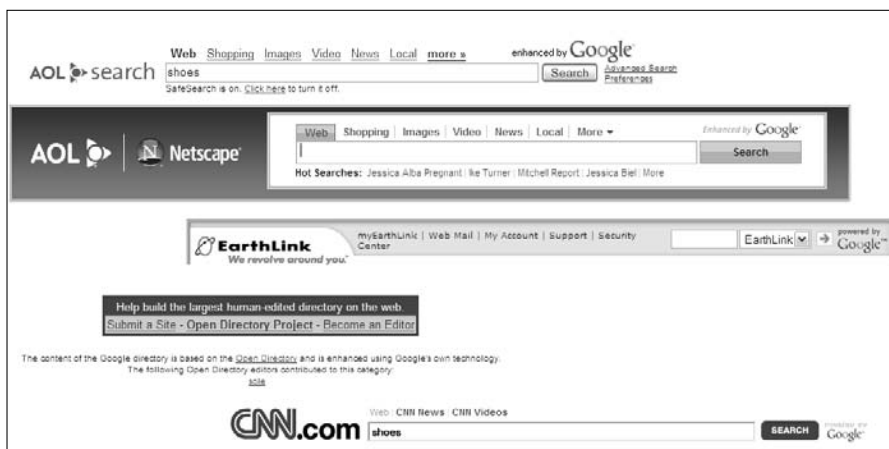 Web Shopping Images Video News Local more » enhanced by Google
AOL search shoes Search Advanced Search
Preferences
SafeSearch is on. Click here to turn it off.
Web Shopping | Images | Video | News | Local | More Enhanced by Google
AOL N Netscape Search
Hot Searches: Jessica Alba Pregnant | Ike Turner | Mitchell Report | Jessica Biel | More
EarthLink myEarthLink | Web Mail | My Account | Support | Security Center EarthLink powered by Google™
We revolve around you.
Help build the largest human-edited directory on the web.
Submit a Site - Open Directory Project - Become an Editor
The content of the Google directory is based on the Open Directory and is enhanced using Google's own technology.
The following Open Directory editors contributed to this category:
sole
Web | CNN News | CNN Videos
CNN.com shoes SEARCH POWERED BY Google